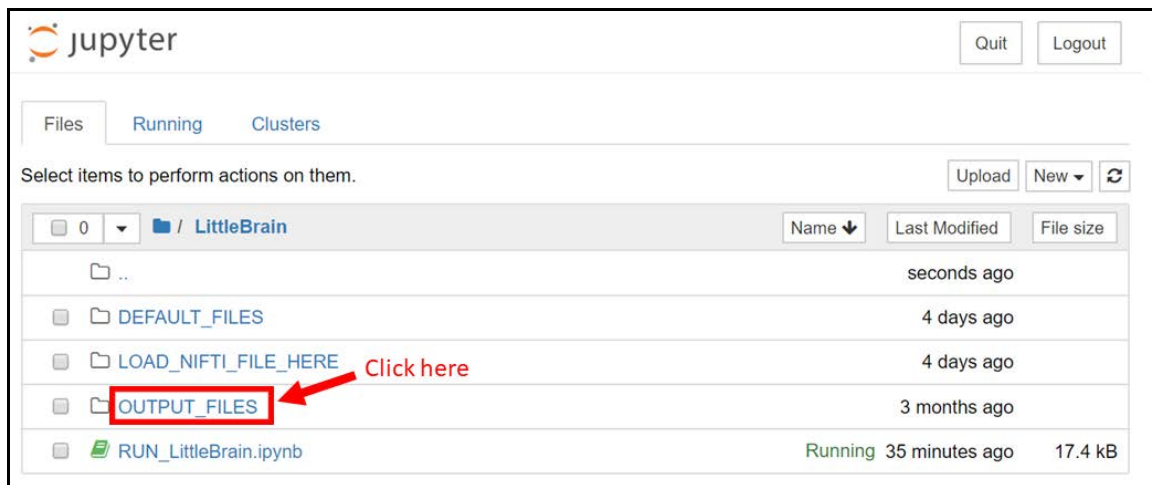 jupyter Quit Logout
Files Running Clusters
Select items to perform actions on them. Upload New
0 / LittleBrain Name Last Modified File size
.. seconds ago
DEFAULT_FILES 4 days ago
LOAD_NIFTI_FILE_HERE 4 days ago
Click here
OUTPUT_FILES 3 months ago
RUN_LittleBrain.ipynb Running 35 minutes ago 17.4 kB